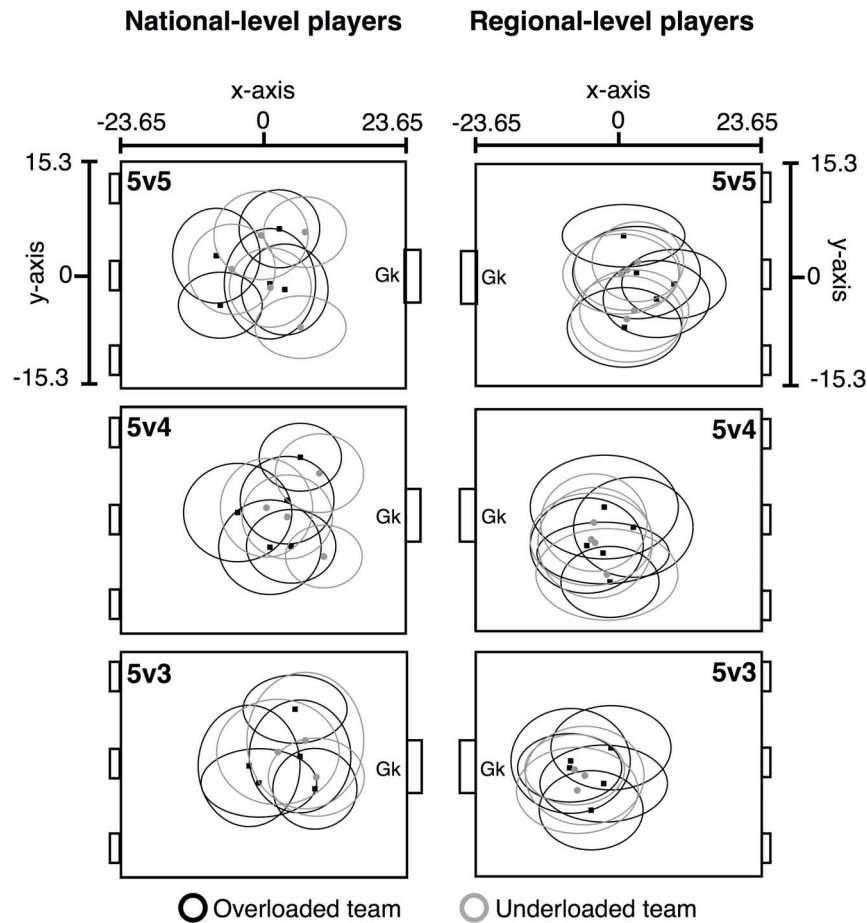 National-level players
Regional-level players
x-axis
x-axis
-23.65 0 23.65
-23.65 0 23.65
15.3
0
-15.3
y-axis
5v5
Gk
5v5
Gk
15.3
0
-15.3
y-axis
5v4
Gk
5v4
Gk
5v3
Gk
5v3
Gk
Overloaded team
Underloaded team